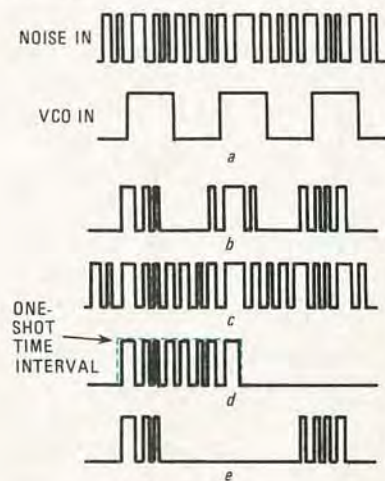 NOISE IN
VCO IN
a
b
c
ONE-
SHOT
TIME
INTERVAL
d
e